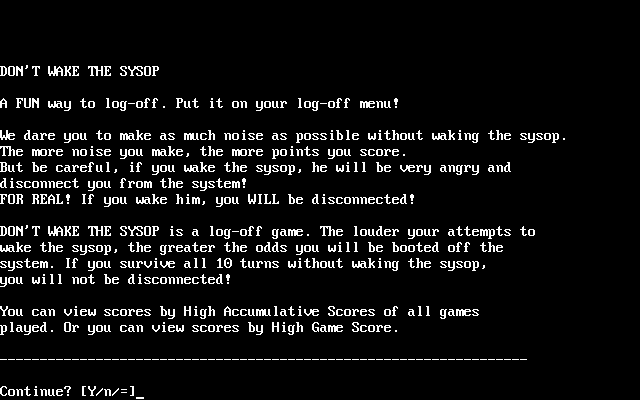 DON'T WAKE THE SYSOP
A FUN way to log-off. Put it on your log-off menu!
We dare you to make as much noise as possible without waking the sysop.
The more noise you make, the more points you score.
But be careful, if you wake the sysop, he will be very angry and
disconnect you from the system!
FOR REAL! If you wake him, you WILL be disconnected!
DON'T WAKE THE SYSOP is a log-off game. The louder your attempts to
wake the sysop, the greater the odds you will be booted off the
system. If you survive all 10 turns without waking the sysop,
you will not be disconnected!
You can view scores by High Accumulative Scores of all games
played. Or you can view scores by High Game Score.
------------------------------------------------------------------
Continue? [Y/n/=]_